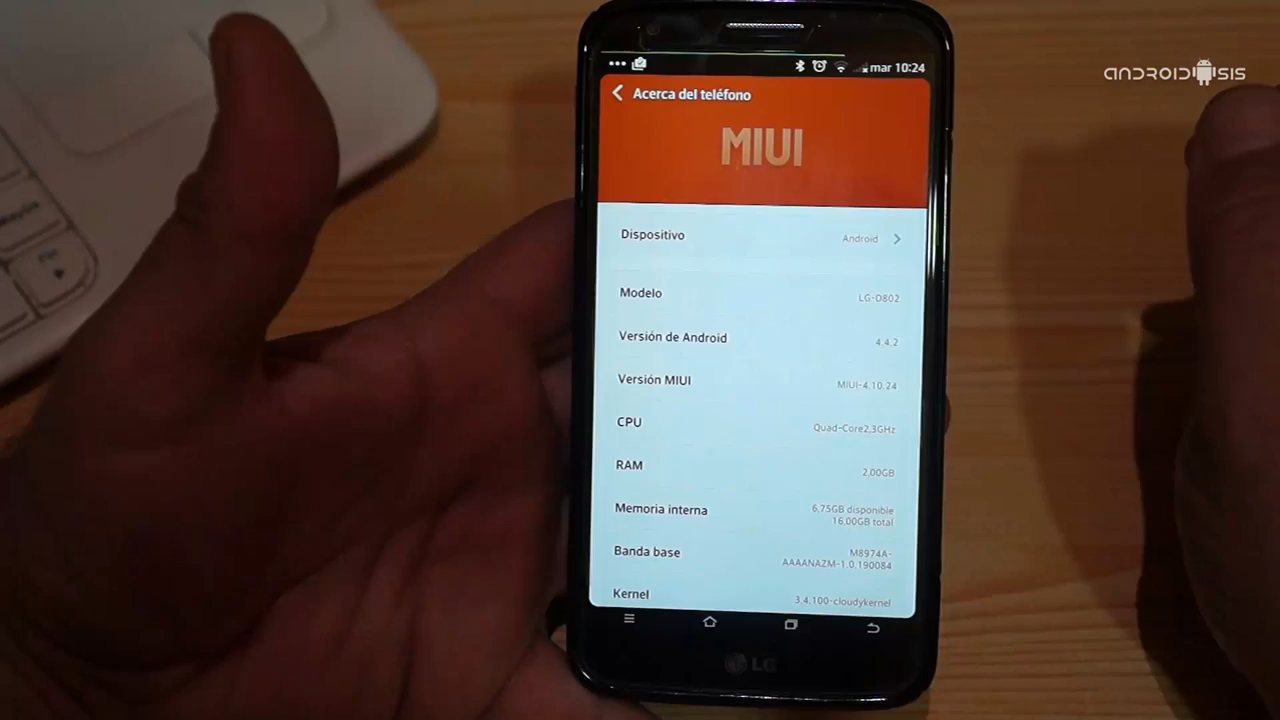 ANDROIDSIS
mar 10:24
Acerca del teléfono
MIUI
Dispositivo Android
Modelo LG-D802
Versión de Android 4.4.2
Versión MIUI MIUI-4.10.24
CPU Quad-Core2,3GHz
RAM 2,00GB
Memoria interna 6,75GB disponible
16,00GB total
Banda base M8974A-
AAAANAZM-1.0.190084
Kernel 3.4.100-cloudykernel
LG
Mayús